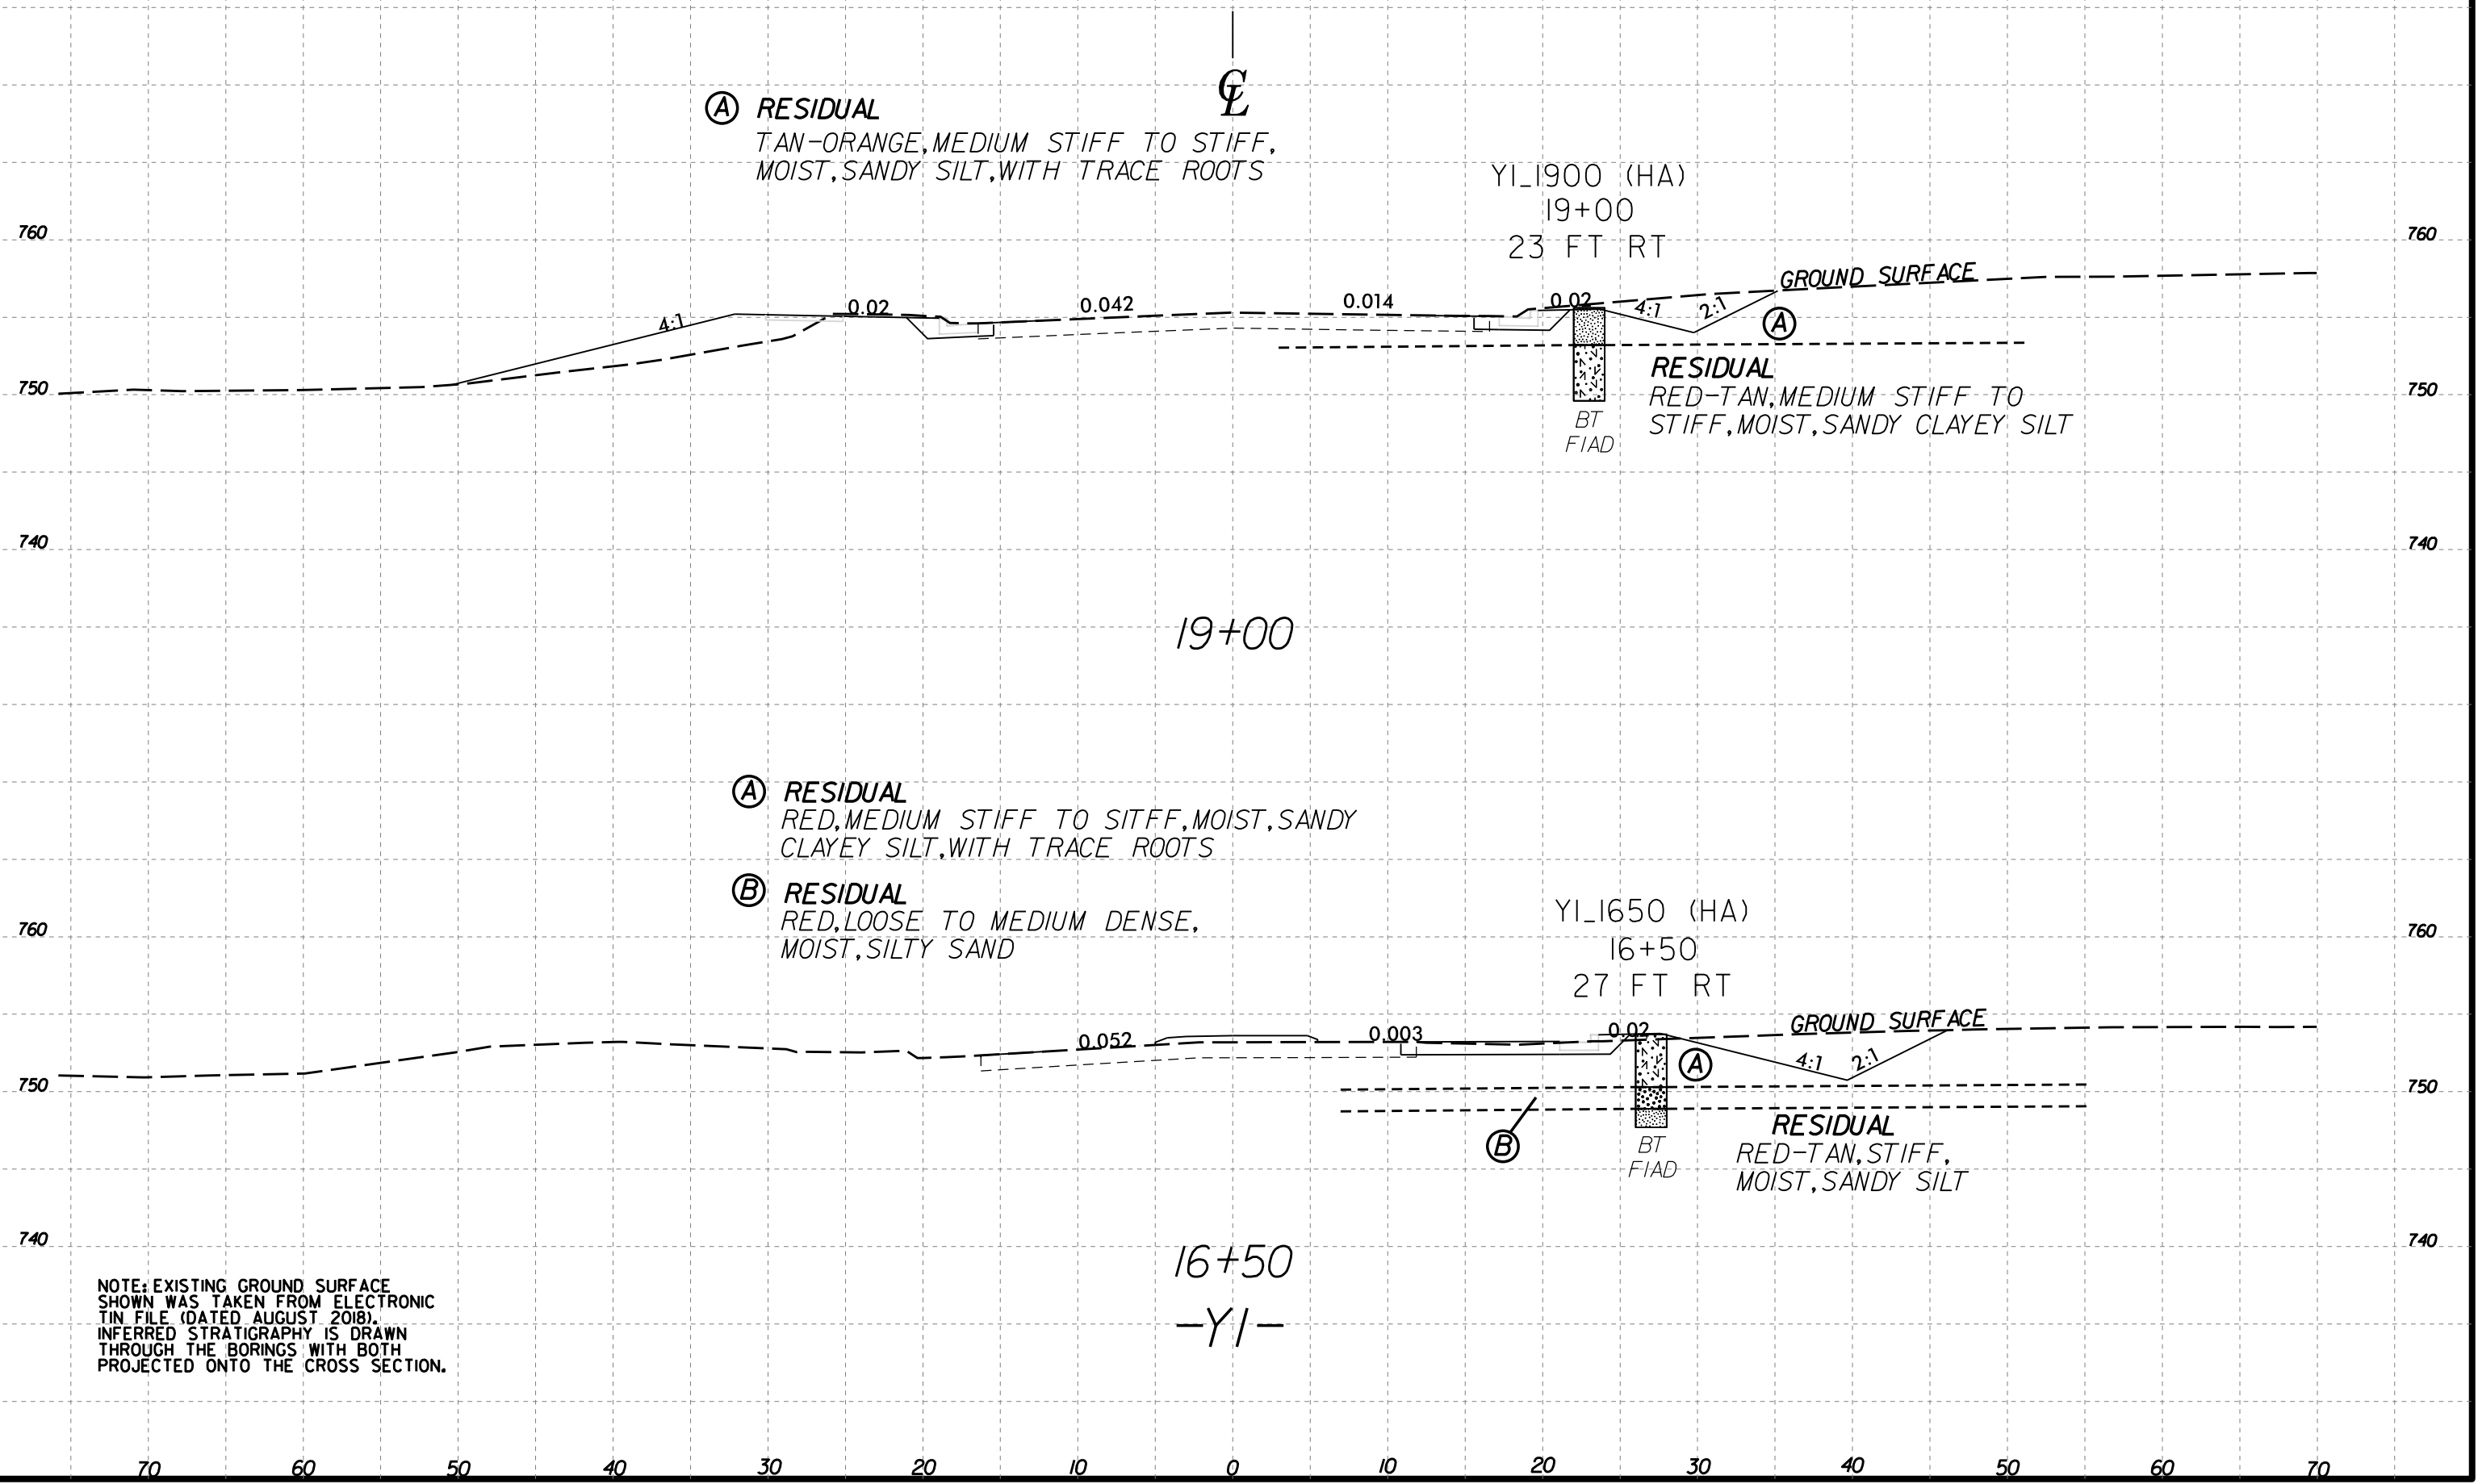 ℄
Ⓐ RESIDUAL
TAN-ORANGE, MEDIUM STIFF TO STIFF,
MOIST, SANDY SILT, WITH TRACE ROOTS
Y1_1900 (HA)
19+00
23 FT RT
760 760
GROUND SURFACE
4:1 0.02 0.042 0.014 0.02 4:1 2:1
Ⓐ
750 750
RESIDUAL
RED-TAN, MEDIUM STIFF TO
STIFF, MOIST, SANDY CLAYEY SILT
BT
FIAD
740 740
19+00
Ⓐ RESIDUAL
RED, MEDIUM STIFF TO SITFF, MOIST, SANDY
CLAYEY SILT, WITH TRACE ROOTS
Ⓑ RESIDUAL
RED, LOOSE TO MEDIUM DENSE,
MOIST, SILTY SAND
Y1_1650 (HA)
16+50
27 FT RT
760 760
GROUND SURFACE
0.052 0.003 0.02 4:1 2:1
Ⓐ
750 750
Ⓑ
BT
FIAD
RESIDUAL
RED-TAN, STIFF,
MOIST, SANDY SILT
740 740
16+50
-Y1-
NOTE: EXISTING GROUND SURFACE
SHOWN WAS TAKEN FROM ELECTRONIC
TIN FILE (DATED AUGUST 2018).
INFERRED STRATIGRAPHY IS DRAWN
THROUGH THE BORINGS WITH BOTH
PROJECTED ONTO THE CROSS SECTION.
70 60 50 40 30 20 10 0 10 20 30 40 50 60 70